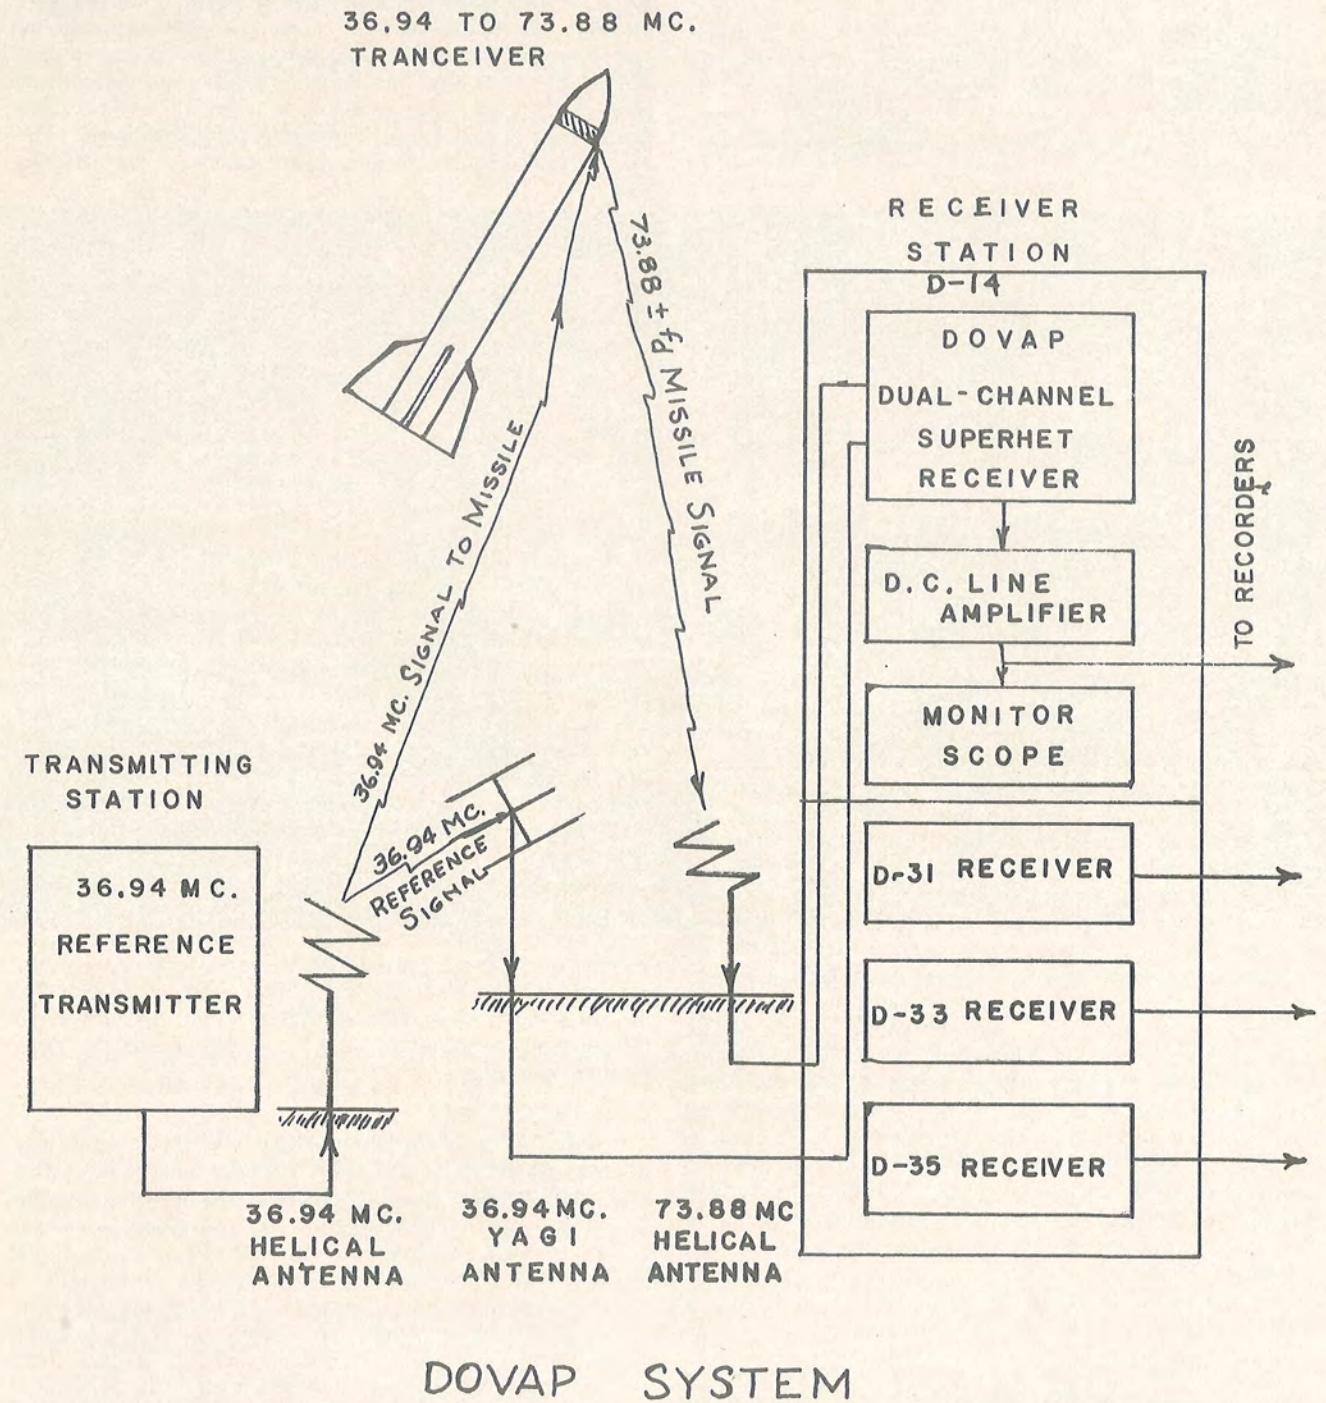 36.94 TO 73.88 MC.
TRANCEIVER
36.94 MC. SIGNAL TO MISSILE
73.88 ± fd MISSILE SIGNAL
RECEIVER
STATION
D-14
DOVAP
DUAL-CHANNEL
SUPERHET
RECEIVER
D.C. LINE
AMPLIFIER
TO RECORDERS
MONITOR
SCOPE
TRANSMITTING
STATION
36.94 MC.
REFERENCE
TRANSMITTER
36.94 MC.
REFERENCE
SIGNAL
D-31 RECEIVER
D-33 RECEIVER
D-35 RECEIVER
36.94 MC.
HELICAL
ANTENNA
36.94 MC.
YAGI
ANTENNA
73.88 MC
HELICAL
ANTENNA
DOVAP SYSTEM